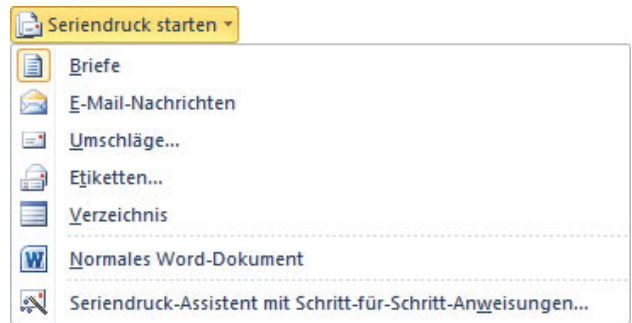 Seriendruck starten
Briefe
E-Mail-Nachrichten
Umschläge...
Etiketten...
Verzeichnis
Normales Word-Dokument
Seriendruck-Assistent mit Schritt-für-Schritt-Anweisungen...